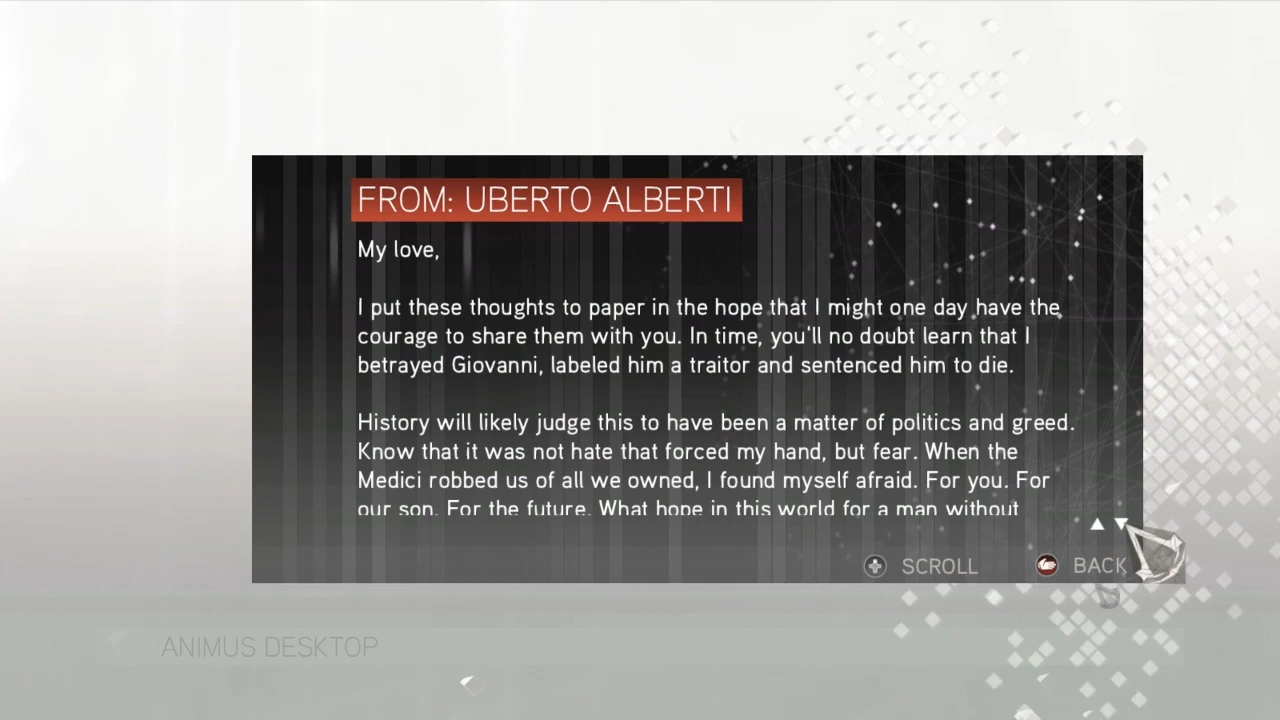 FROM: UBERTO ALBERTI
My love,
I put these thoughts to paper in the hope that I might one day have the
courage to share them with you. In time, you'll no doubt learn that I
betrayed Giovanni, labeled him a traitor and sentenced him to die.
History will likely judge this to have been a matter of politics and greed.
Know that it was not hate that forced my hand, but fear. When the
Medici robbed us of all we owned, I found myself afraid. For you. For
our son. For the future. What hope in this world for a man without
SCROLL
BACK
ANIMUS DESKTOP